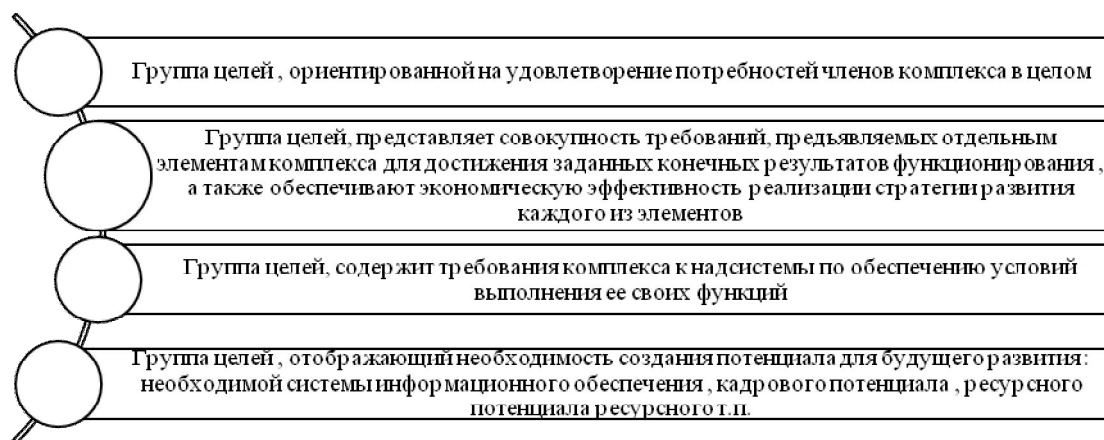 Группа целей , ориентированной на удовлетворение потребностей членов комплекса в целом
Группа целей, представляет совокупность требований, предъявляемых отдельным
элементам комплекса для достижения заданных конечных результатов функционирования ,
а также обеспечивают экономическую эффективность реализации стратегии развития
каждого из элементов
Группа целей, содержит требования комплекса к надсистемы по обеспечению условий
выполнения ее своих функций
Группа целей , отображающий необходимость создания потенциала для будущего развития:
необходимой системы информационного обеспечения , кадрового потенциала , ресурсного
потенциала ресурсного т.п.